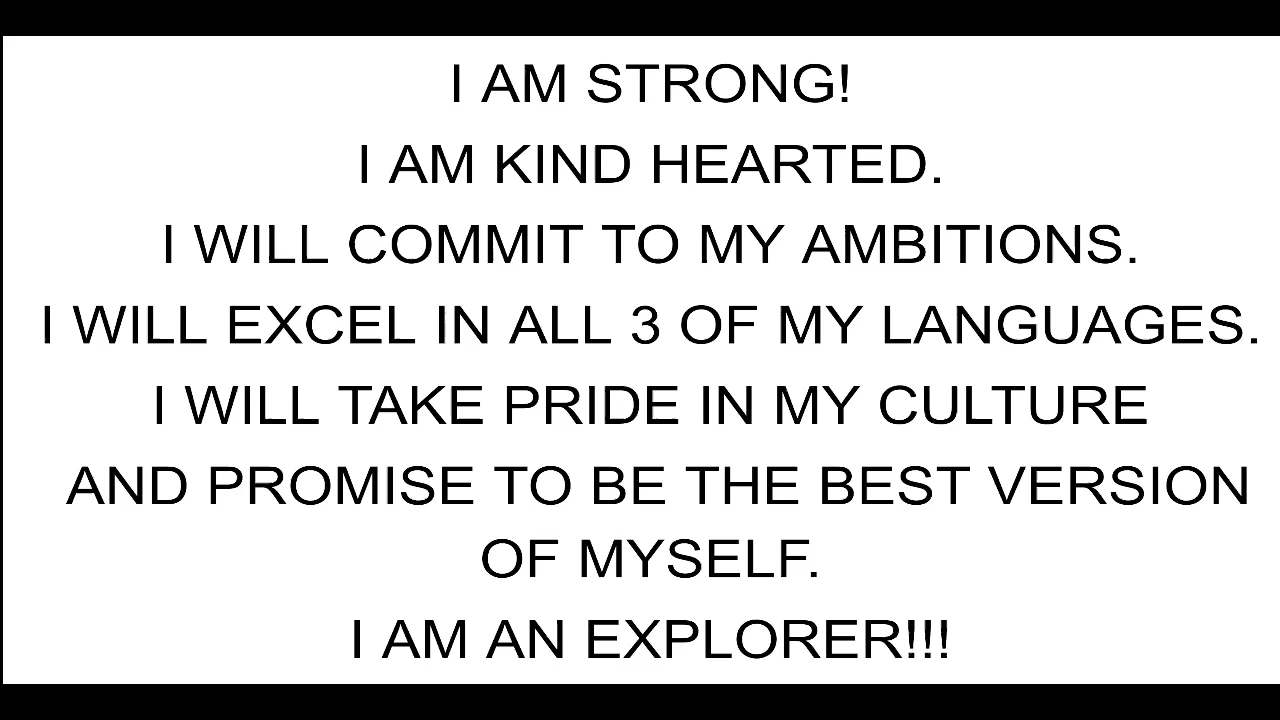 I AM STRONG!
I AM KIND HEARTED.
I WILL COMMIT TO MY AMBITIONS.
I WILL EXCEL IN ALL 3 OF MY LANGUAGES.
I WILL TAKE PRIDE IN MY CULTURE
AND PROMISE TO BE THE BEST VERSION
OF MYSELF.
I AM AN EXPLORER!!!